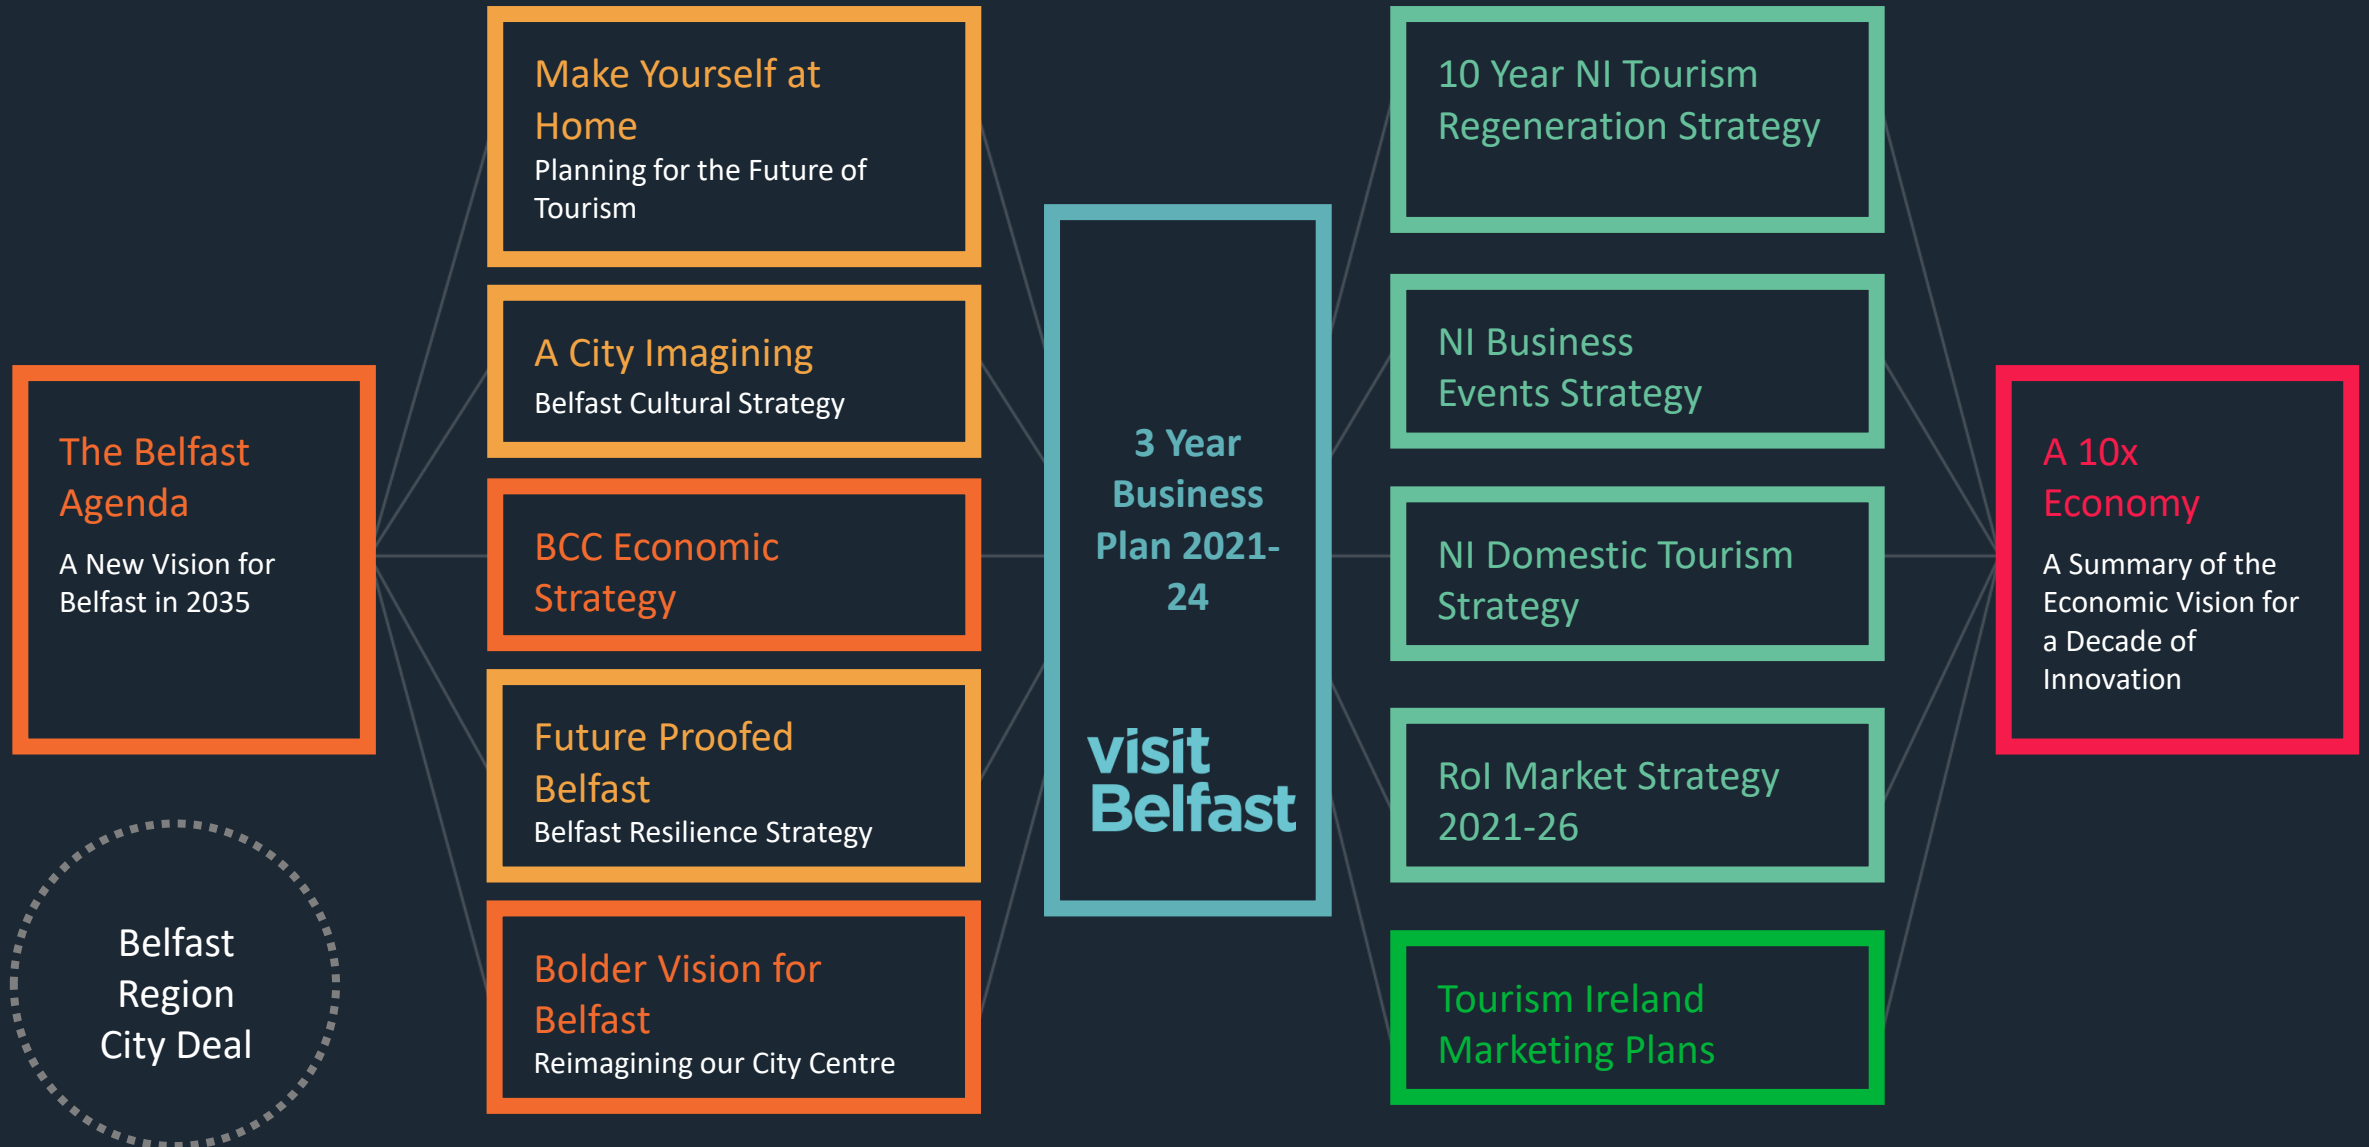 The Belfast
Agenda
A New Vision for
Belfast in 2035
Belfast
Region
City Deal
Make Yourself at
Home
Planning for the Future of
Tourism
A City Imagining
Belfast Cultural Strategy
BCC Economic
Strategy
Future Proofed
Belfast
Belfast Resilience Strategy
Bolder Vision for
Belfast
Reimagining our City Centre
3 Year
Business
Plan 2021-
24
visit
Belfast
10 Year NI Tourism
Regeneration Strategy
NI Business
Events Strategy
NI Domestic Tourism
Strategy
RoI Market Strategy
2021-26
Tourism Ireland
Marketing Plans
A 10x
Economy
A Summary of the
Economic Vision for
a Decade of
Innovation